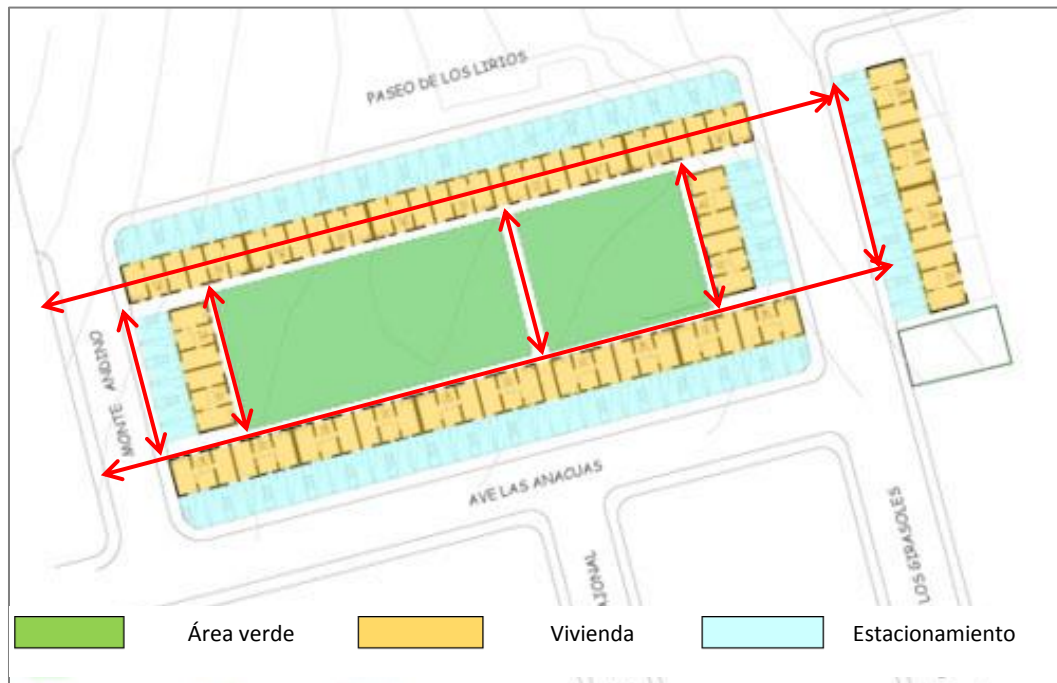 PASEO DE LOS LIRIOS
MONTE ANDINO
AVE LAS ANACUAS
LOS GIRASOLES
Área verde
Vivienda
Estacionamiento